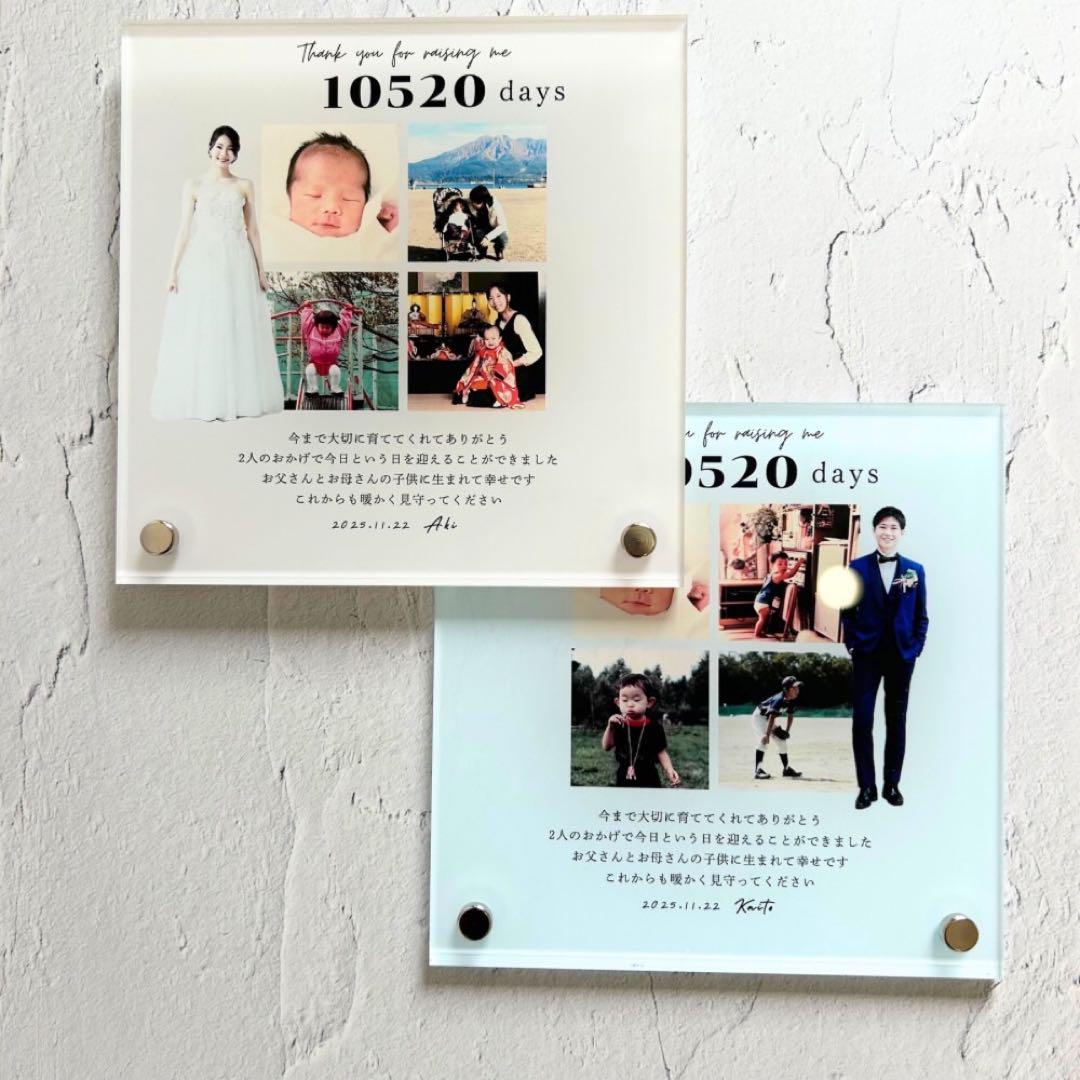 Thank you for raising me
10520 days
今まで大切に育ててくれてありがとう
2人のおかげで今日という日を迎えることができました
お父さんとお母さんの子供に生まれて幸せです
これからも暖かく見守ってください
2025.11.22 Aki
for raising me
0520 days
今まで大切に育ててくれてありがとう
2人のおかげで今日という日を迎えることができました
お父さんとお母さんの子供に生まれて幸せです
これからも暖かく見守ってください
2025.11.22 Kaito